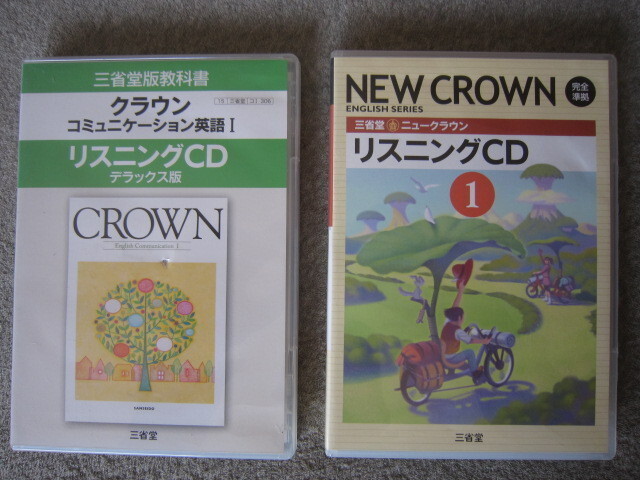 三省堂版教科書
クラウン
コミュニケーション英語 I
リスニングCD
デラックス版
CROWN
English Communication 1
SANSEIDO
三省堂
NEW CROWN
ENGLISH SERIES
完全
準拠
三省堂 ニュークラウン
リスニングCD
1
三省堂